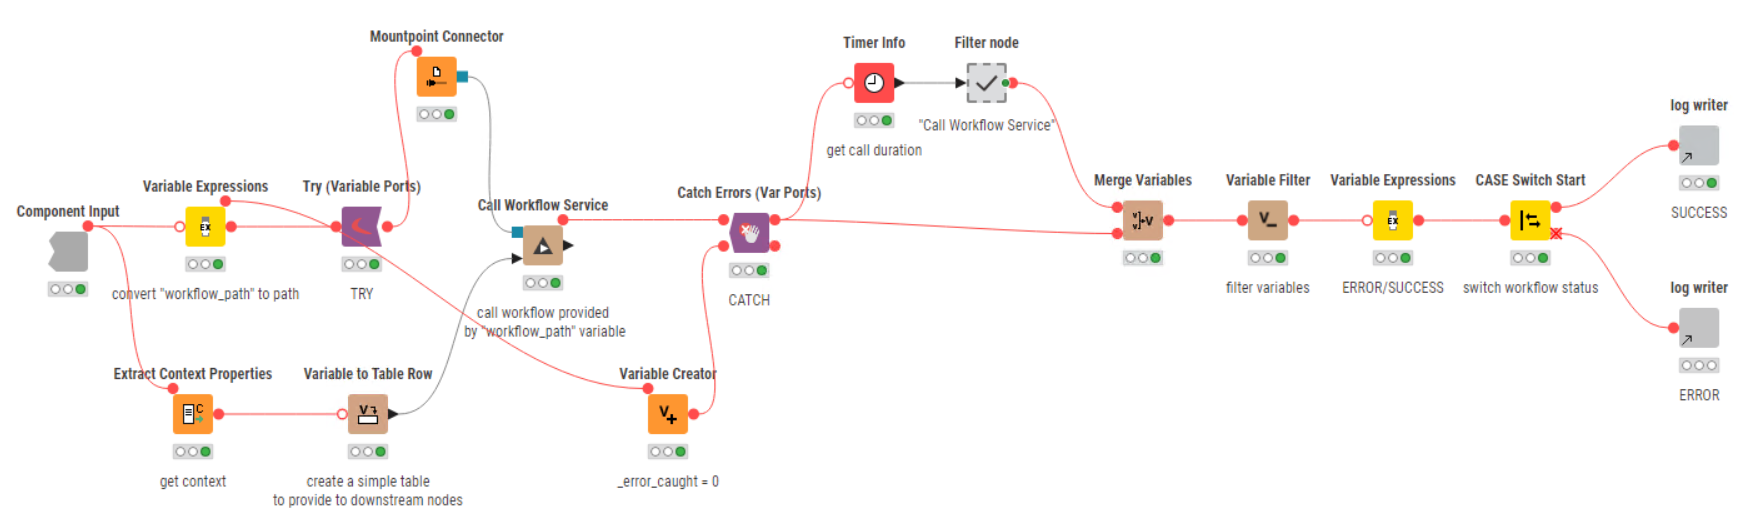 Mountpoint Connector
Timer Info
Filter node
"Call Workflow Service"
get call duration
log writer
SUCCESS
Component Input
Variable Expressions
convert "workflow_path" to path
Try (Variable Ports)
TRY
Call Workflow Service
call workflow provided
by "workflow_path" variable
Catch Errors (Var Ports)
CATCH
Merge Variables
Variable Filter
filter variables
Variable Expressions
ERROR/SUCCESS
CASE Switch Start
switch workflow status
log writer
ERROR
Extract Context Properties
get context
Variable to Table Row
create a simple table
to provide to downstream nodes
Variable Creator
_error_caught = 0